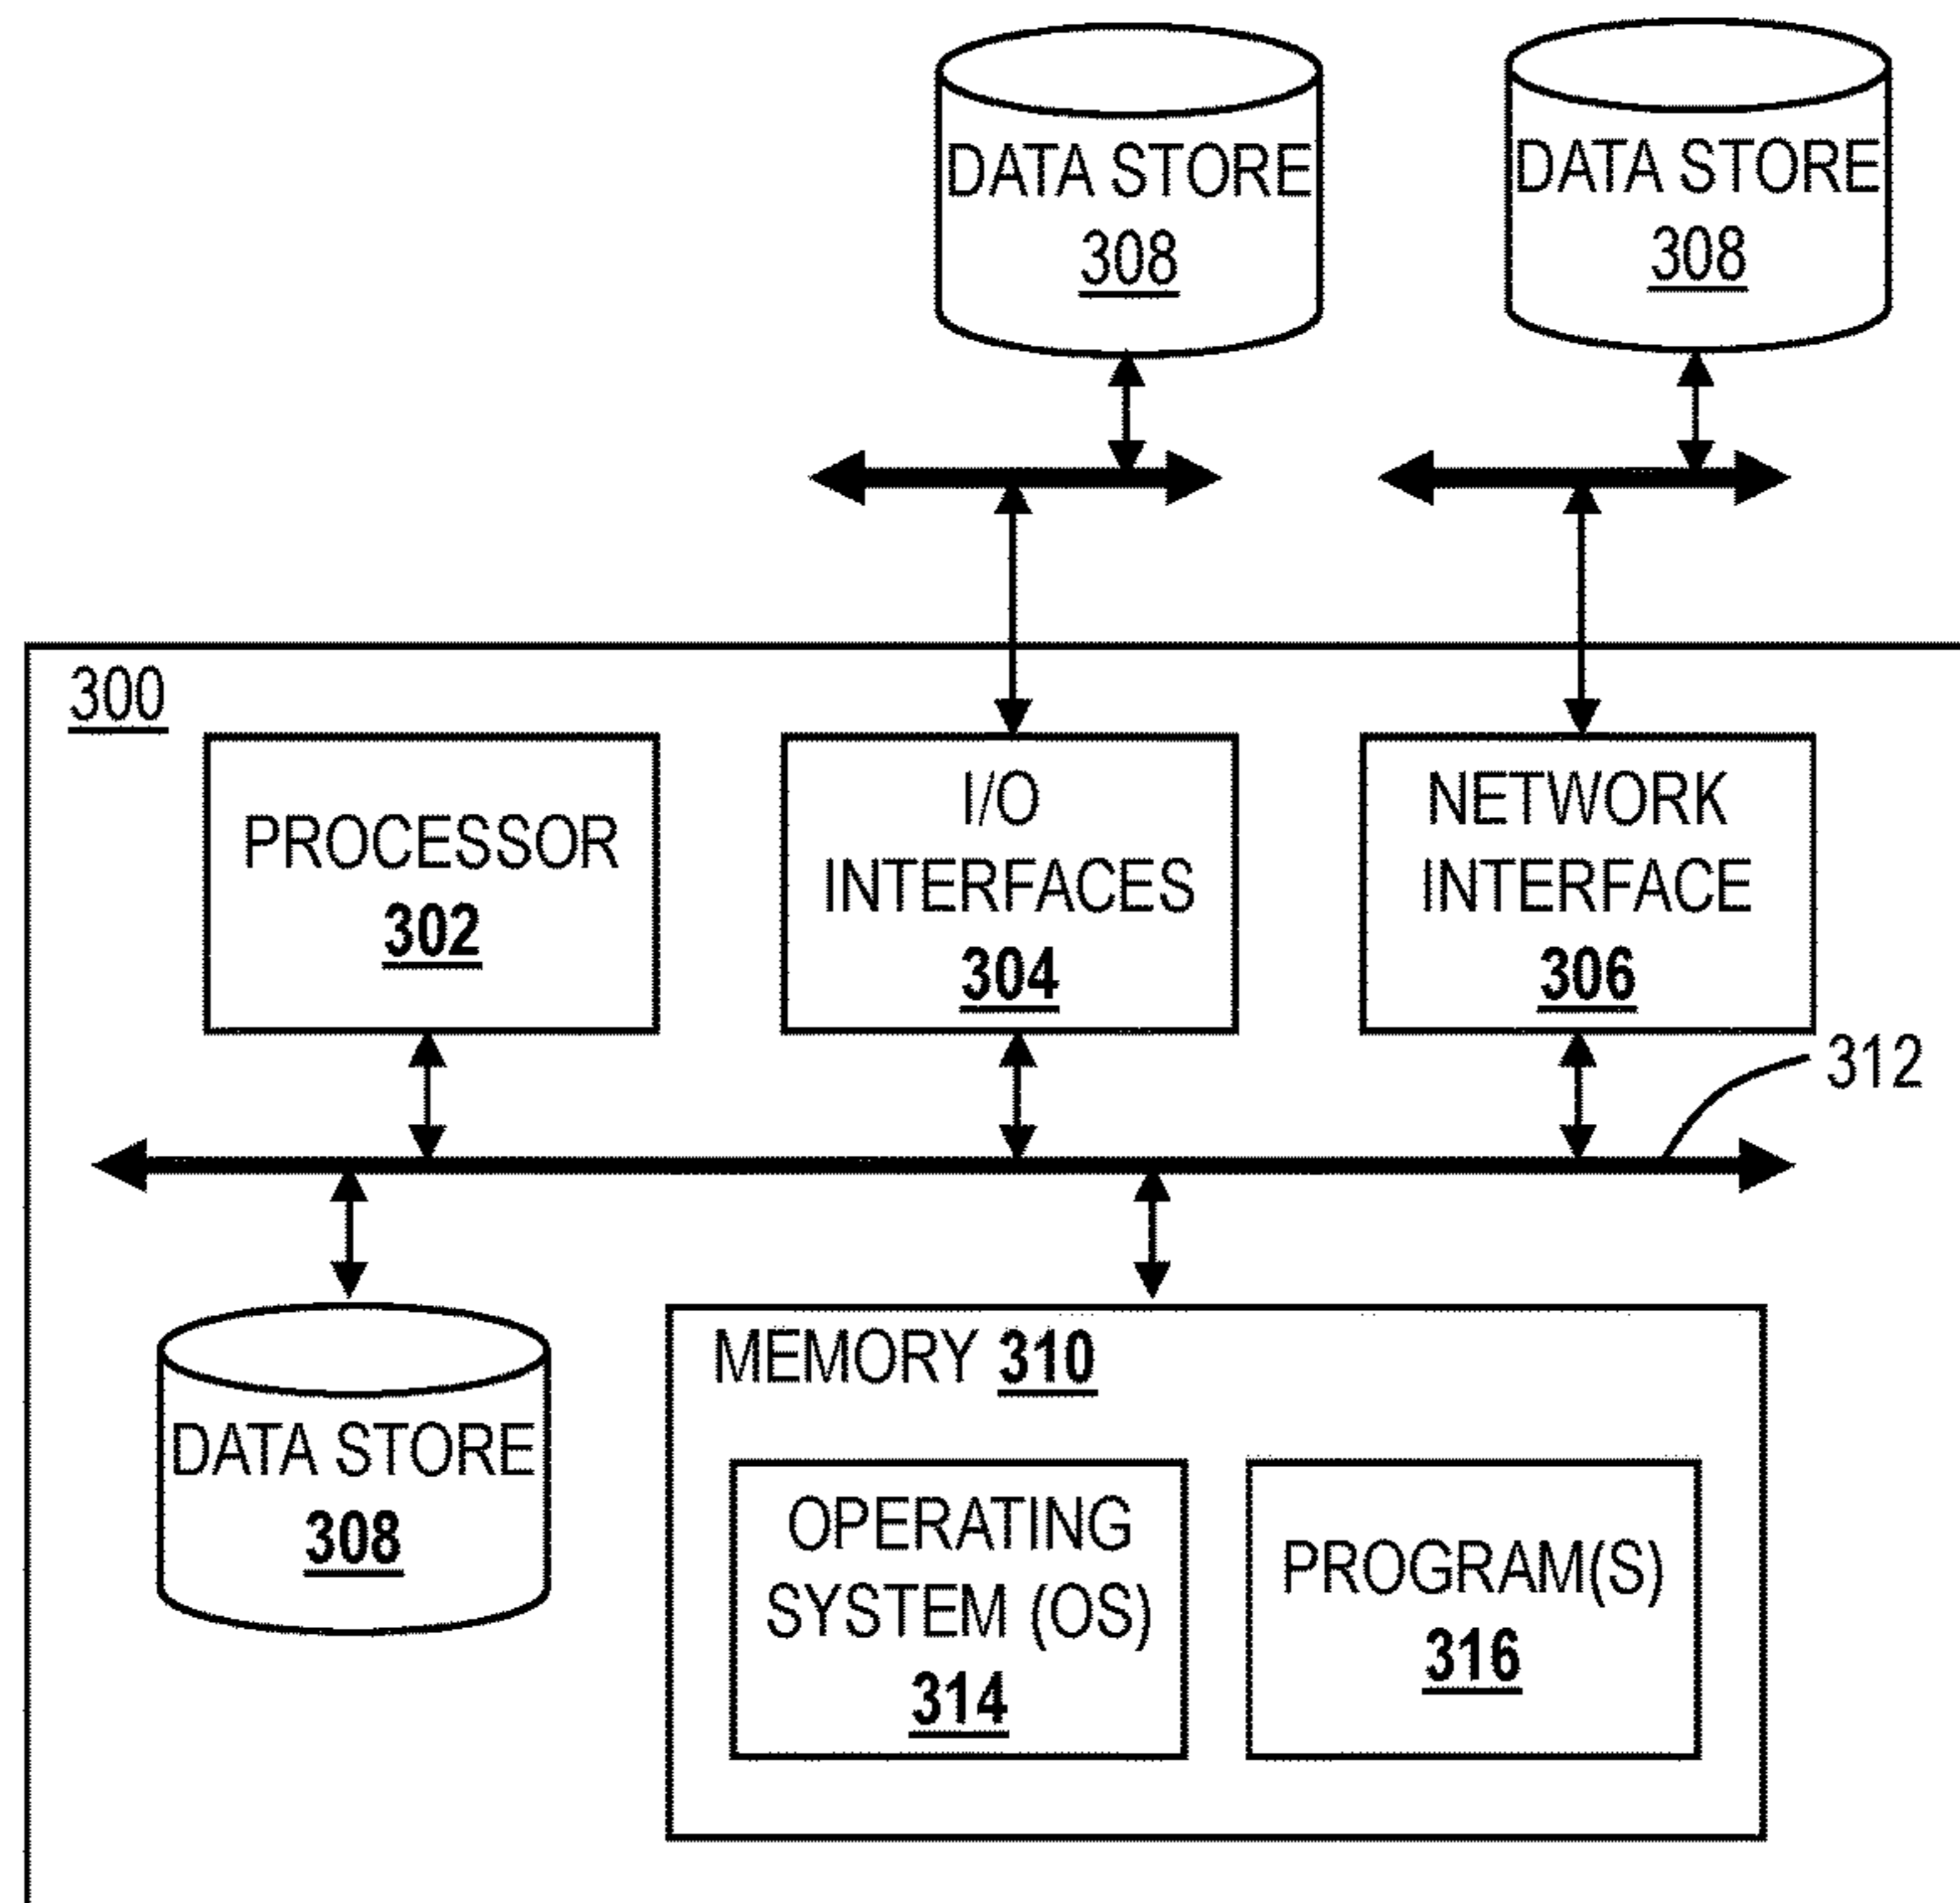 DATA STORE
308
DATA STORE
308
300
PROCESSOR
302
I/O
INTERFACES
304
NETWORK
INTERFACE
306
312
DATA STORE
308
MEMORY 310
OPERATING
SYSTEM (OS)
314
PROGRAM(S)
316